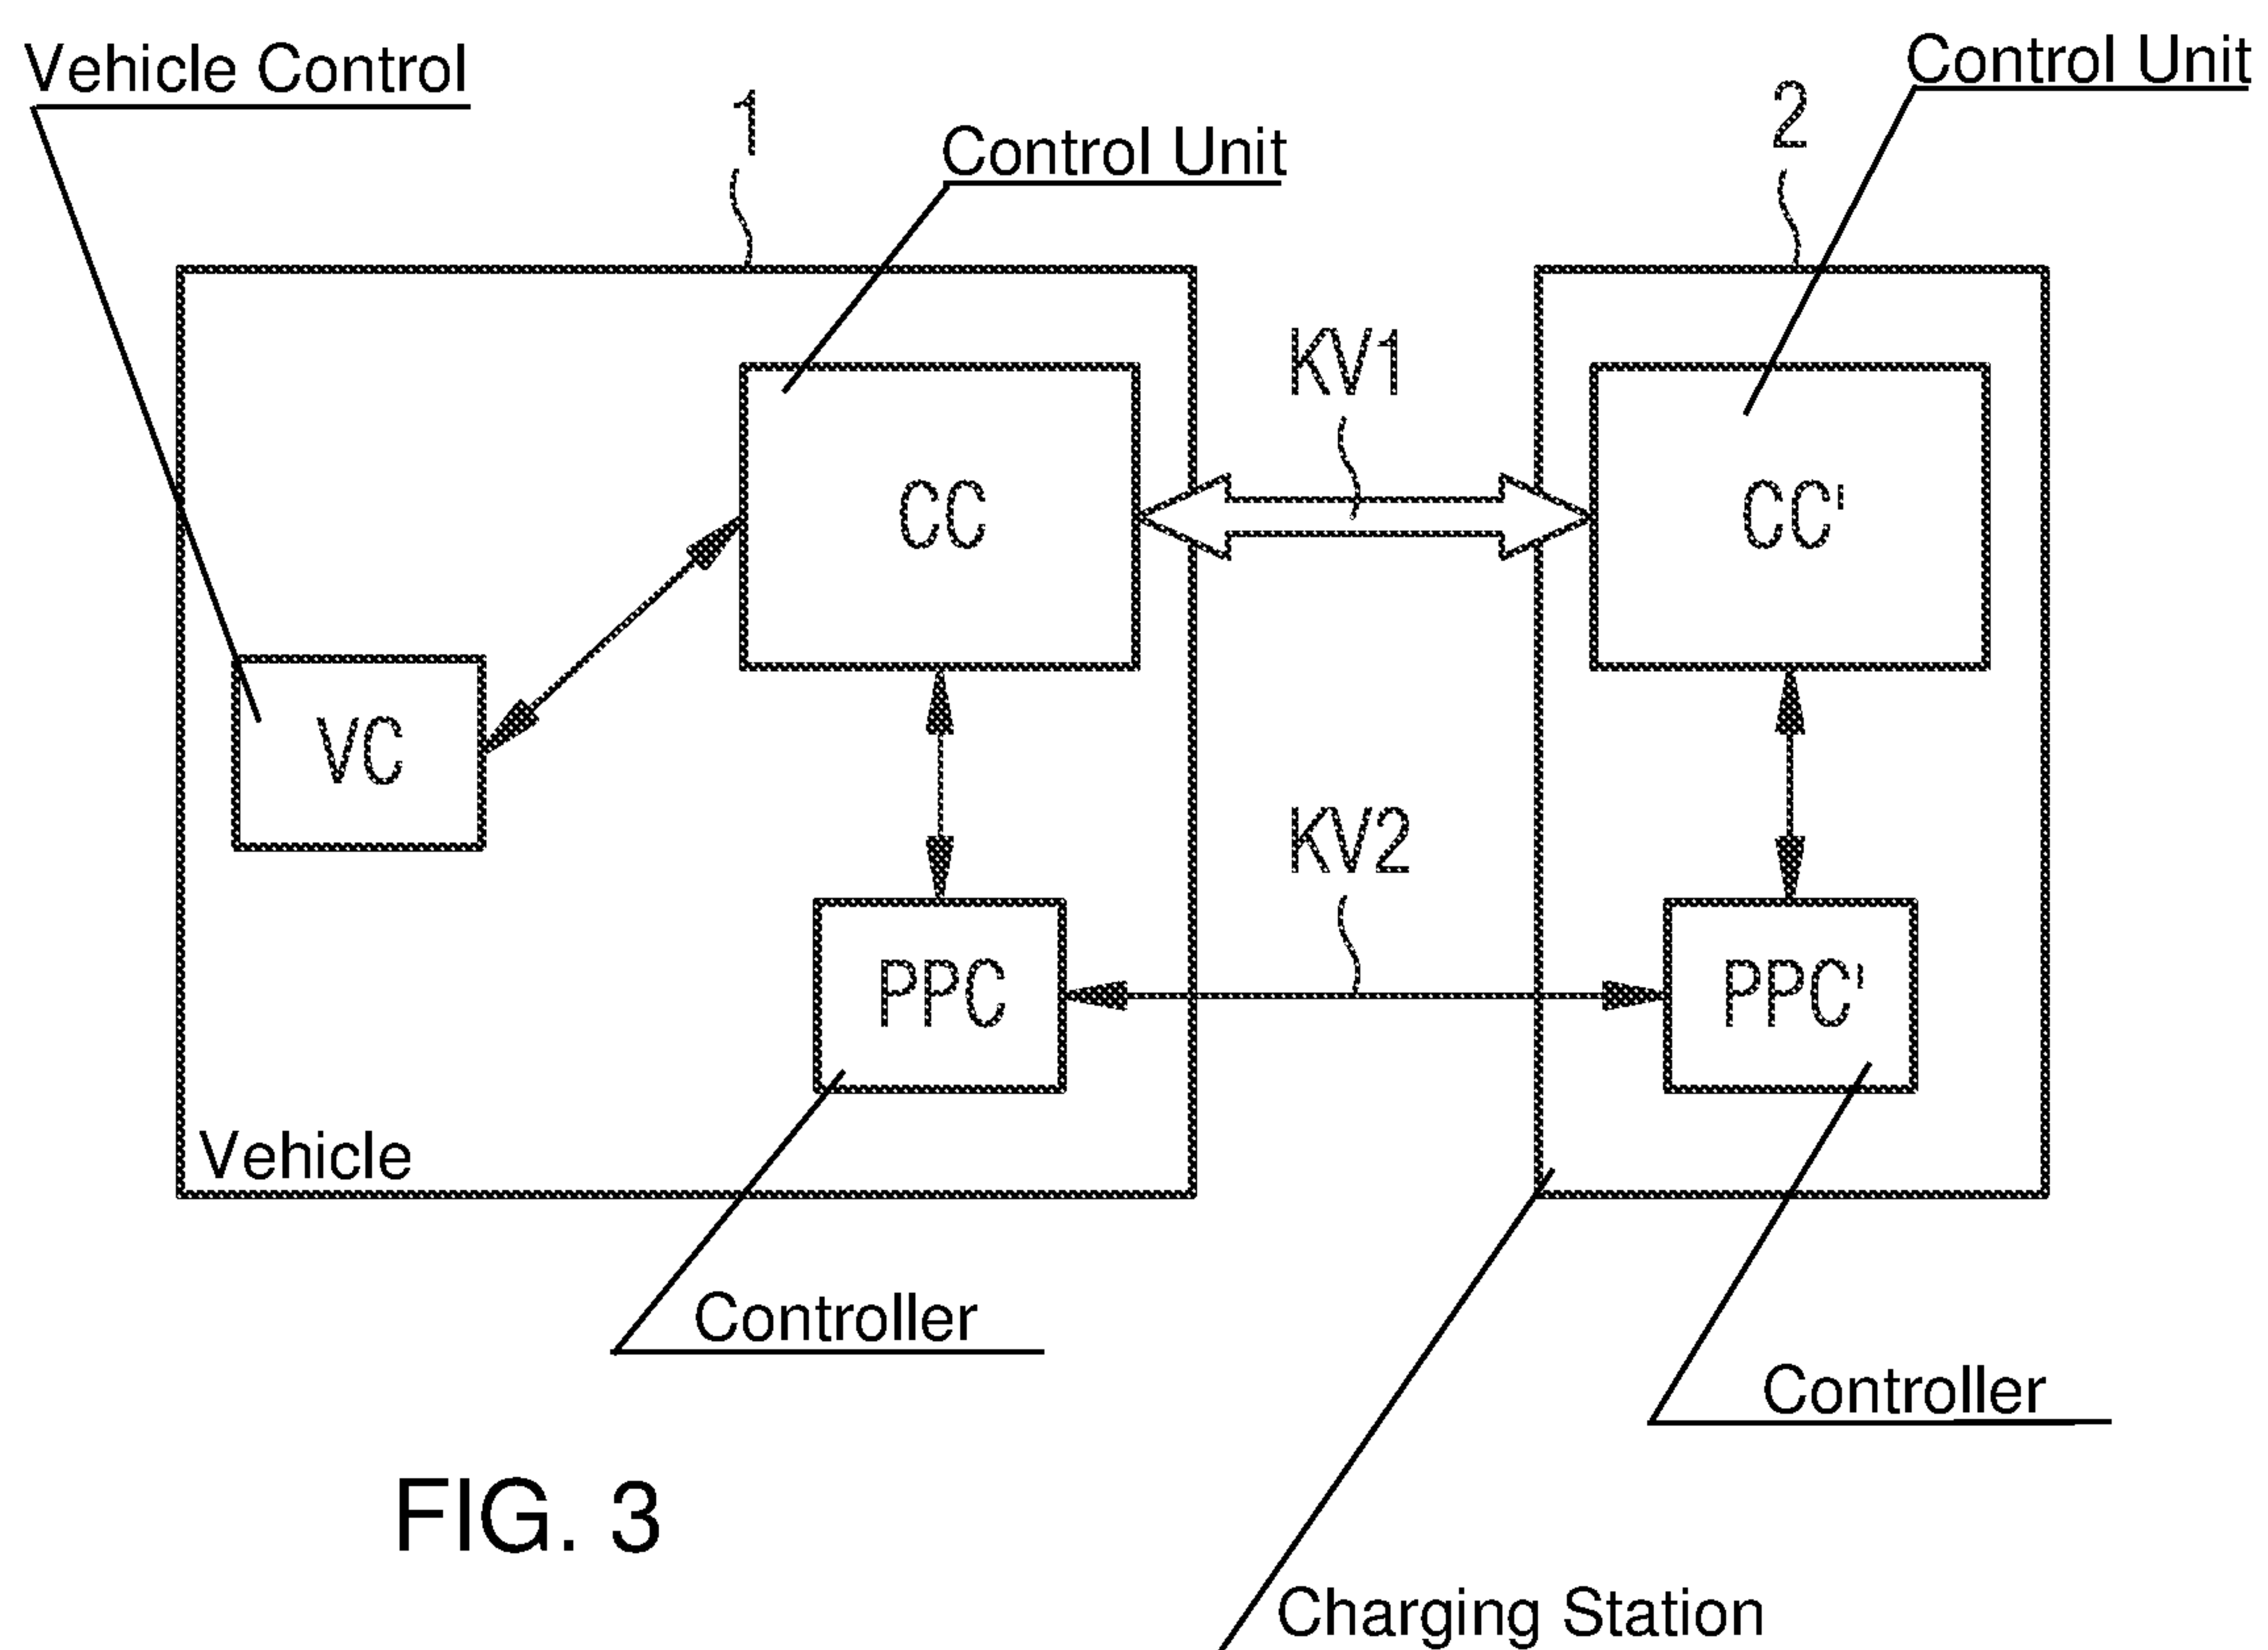 Vehicle Control
Control Unit
1
2
Control Unit
KV1
CC
CC'
VC
KV2
PPC
PPC'
Vehicle
Controller
Controller
FIG. 3
Charging Station